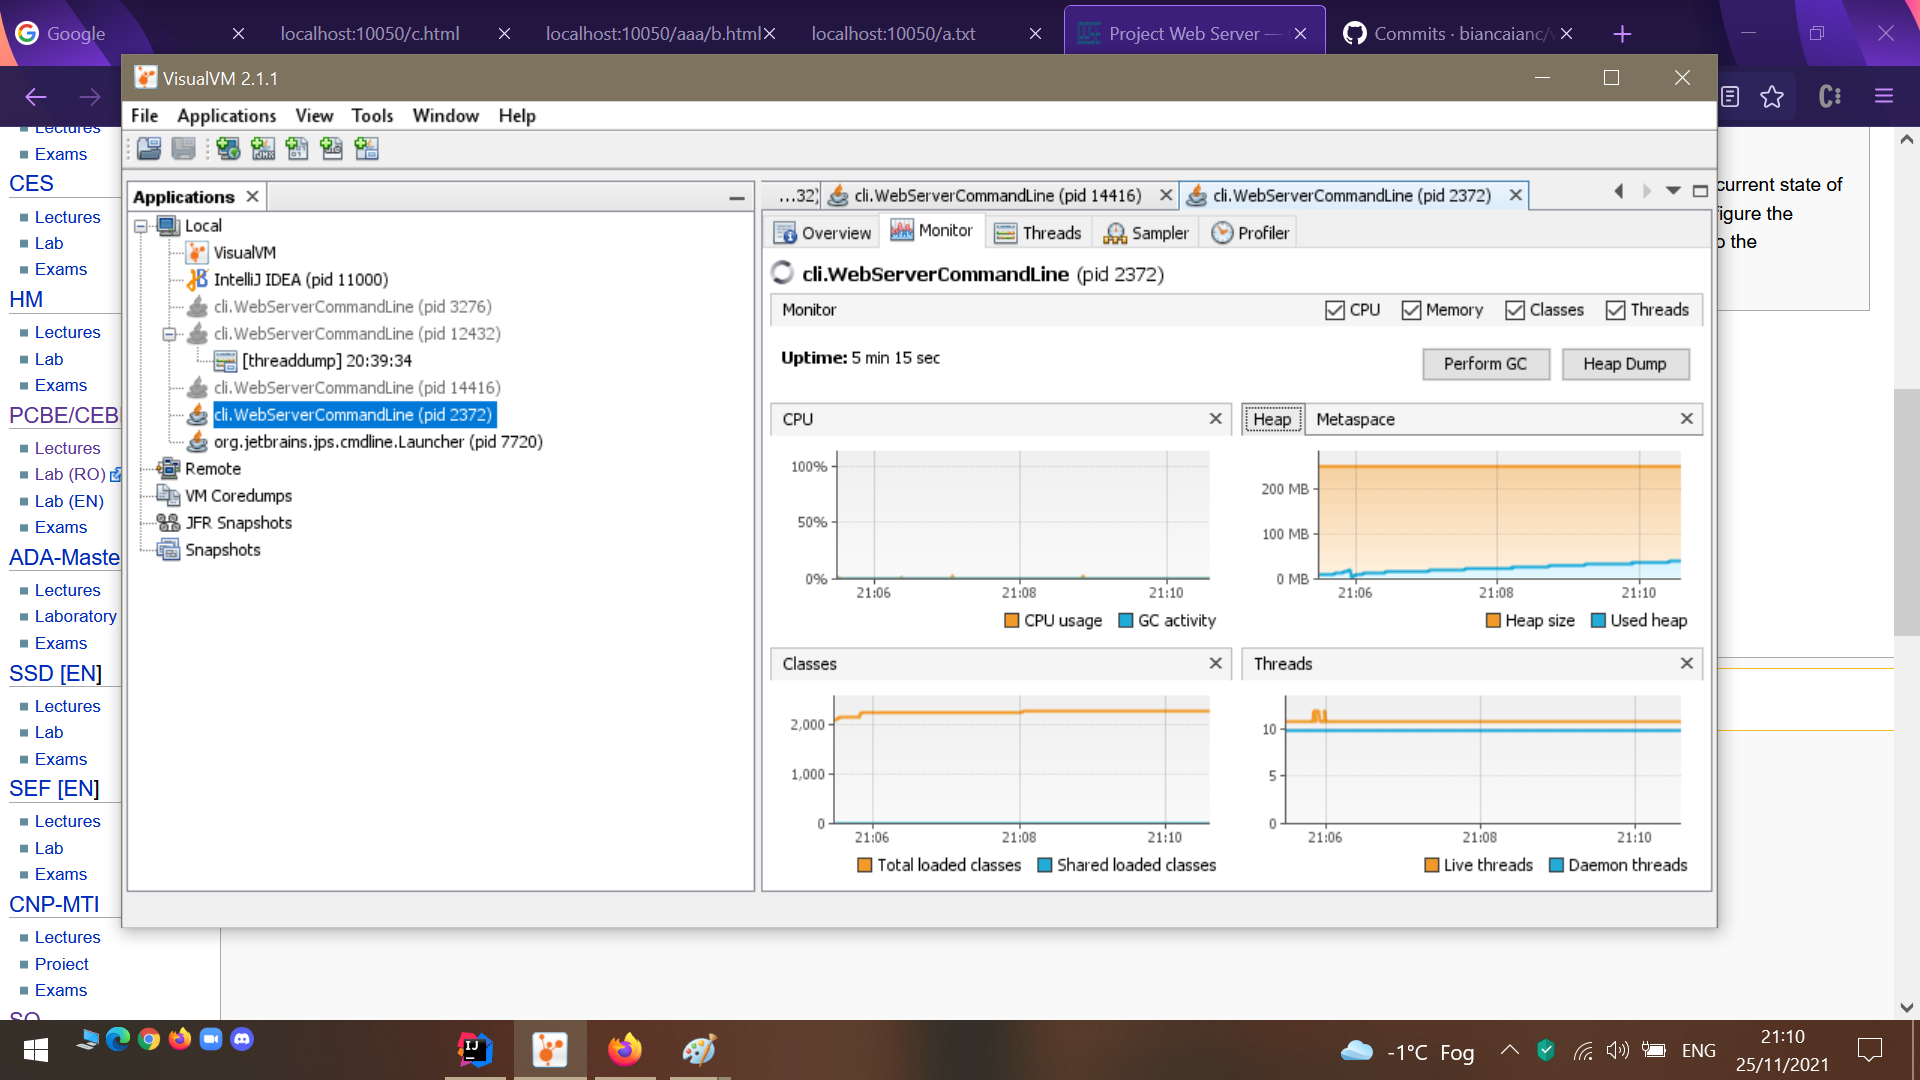 Google
localhost:10050/c.html
localhost:10050/aaa/b.html
localhost:10050/a.txt
Project Web Server —
Commits · biancaianc/
VisualVM 2.1.1
File Applications View Tools Window Help
Applications
Local
VisualVM
IntelliJ IDEA (pid 11000)
cli.WebServerCommandLine (pid 3276)
cli.WebServerCommandLine (pid 12432)
[threaddump] 20:39:34
cli.WebServerCommandLine (pid 14416)
cli.WebServerCommandLine (pid 2372)
org.jetbrains.jps.cmdline.Launcher (pid 7720)
Remote
VM Coredumps
JFR Snapshots
Snapshots
...32)
cli.WebServerCommandLine (pid 14416)
cli.WebServerCommandLine (pid 2372)
Overview Monitor Threads Sampler Profiler
cli.WebServerCommandLine (pid 2372)
Monitor
CPU Memory Classes Threads
Uptime: 5 min 15 sec
Perform GC
Heap Dump
CPU
100%
50%
0%
21:06 21:08 21:10
CPU usage GC activity
Heap Metaspace
200 MB
100 MB
0 MB
21:06 21:08 21:10
Heap size Used heap
Classes
2,000
1,000
0
21:06 21:08 21:10
Total loaded classes Shared loaded classes
Threads
10
5
0
21:06 21:08 21:10
Live threads Daemon threads
Lectures
Exams
CES
Lectures
Lab
Exams
HM
Lectures
Lab
Exams
PCBE/CEB
Lectures
Lab (RO)
Lab (EN)
Exams
ADA-Maste
Lectures
Laboratory
Exams
SSD [EN]
Lectures
Lab
Exams
SEF [EN]
Lectures
Lab
Exams
CNP-MTI
Lectures
Proiect
Exams
SO
current state of
figure the
o the
IJ
-1°C Fog
ENG
21:10
25/11/2021